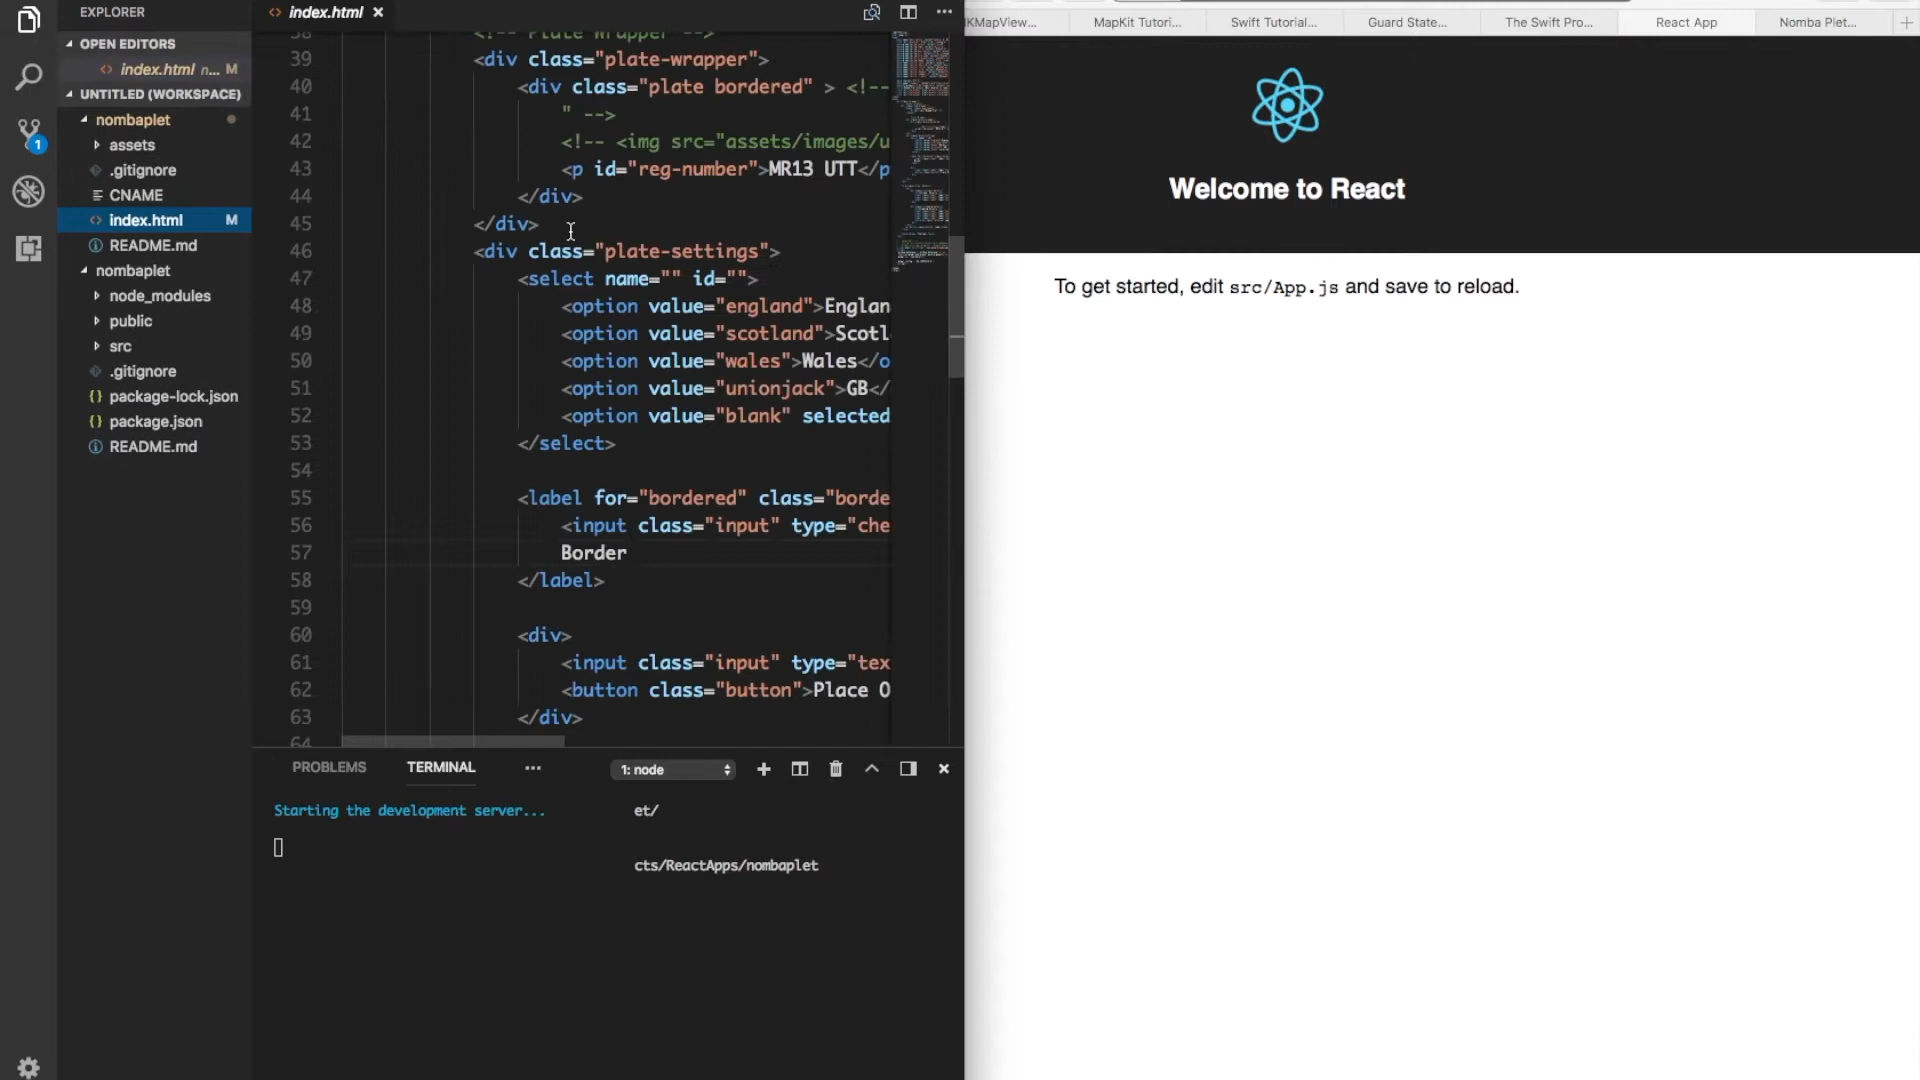 EXPLORER
OPEN EDITORS
index.html n... M
UNTITLED (WORKSPACE)
nombaplet
assets
.gitignore
CNAME
index.html M
README.md
nombaplet
node_modules
public
src
.gitignore
{} package-lock.json
{} package.json
README.md
1
<> index.html ×
38 <!-- Plate Wrapper -->
39 <div class="plate-wrapper">
40 <div class="plate bordered" > <!--
41 " -->
42 <!-- <img src="assets/images/u
43 <p id="reg-number">MR13 UTT</p
44 </div>
45 </div>
46 <div class="plate-settings">
47 <select name="" id="">
48 <option value="england">Englan
49 <option value="scotland">Scotl
50 <option value="wales">Wales</o
51 <option value="unionjack">GB</
52 <option value="blank" selected
53 </select>
54
55 <label for="bordered" class="borde
56 <input class="input" type="che
57 Border
58 </label>
59
60 <div>
61 <input class="input" type="tex
62 <button class="button">Place O
63 </div>
64
PROBLEMS TERMINAL ... 1: node
Starting the development server... et/
cts/ReactApps/nombaplet
KMapView... MapKit Tutori... Swift Tutorial... Guard State... The Swift Pro... React App Nomba Plet... +
Welcome to React
To get started, edit src/App.js and save to reload.